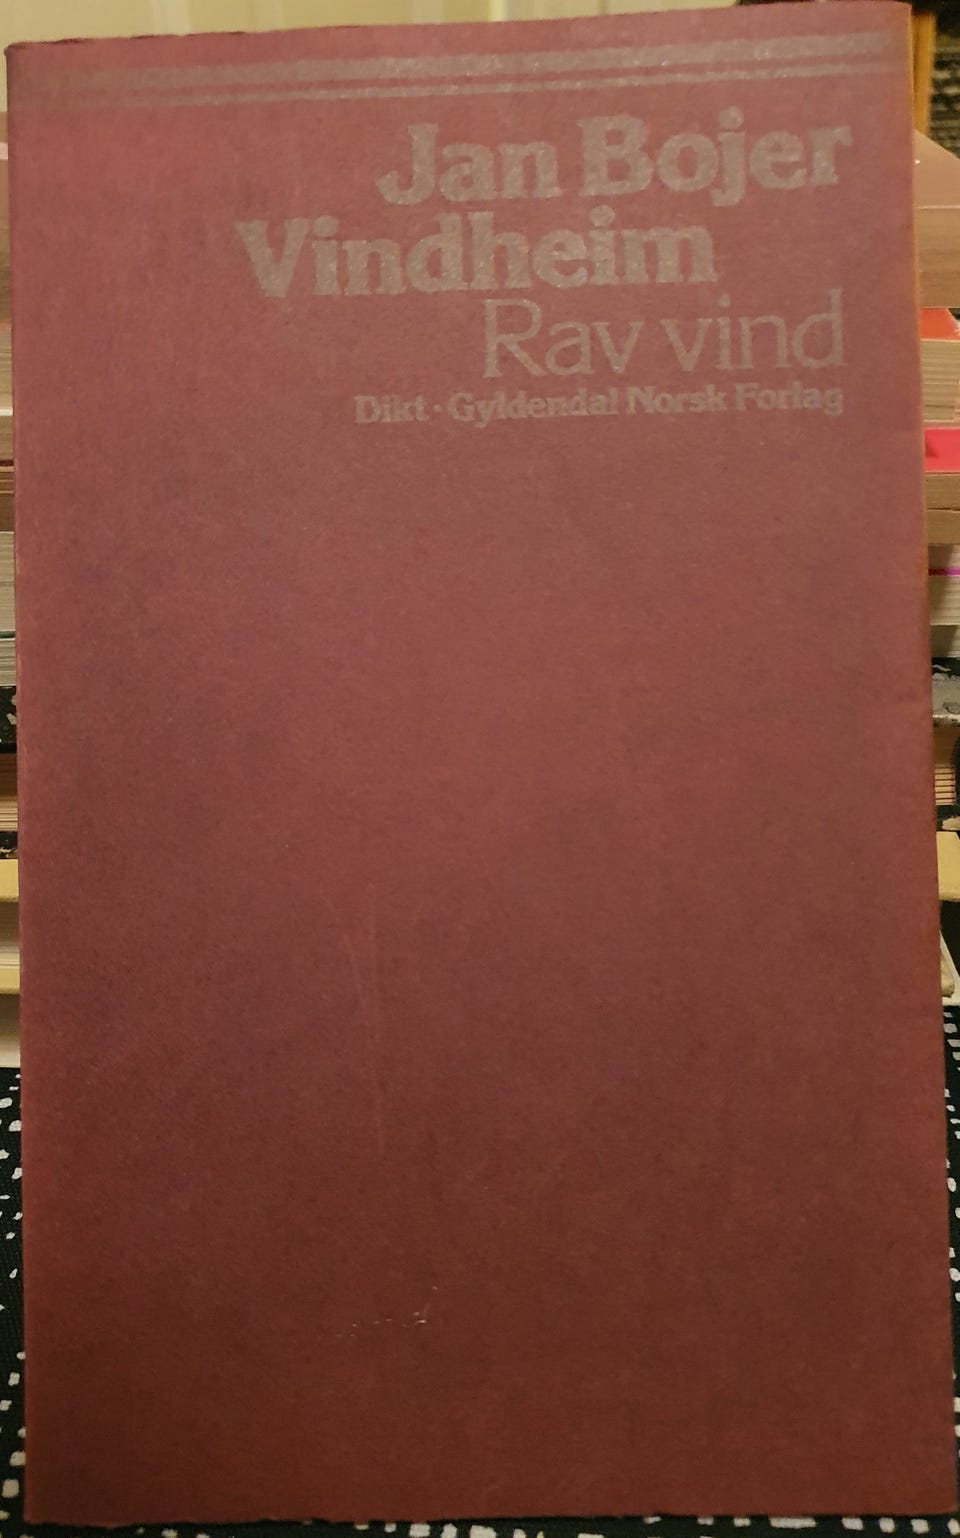 Jan Bojer
Vindheim
Rav vind
Dikt · Gyldendal Norsk Forlag